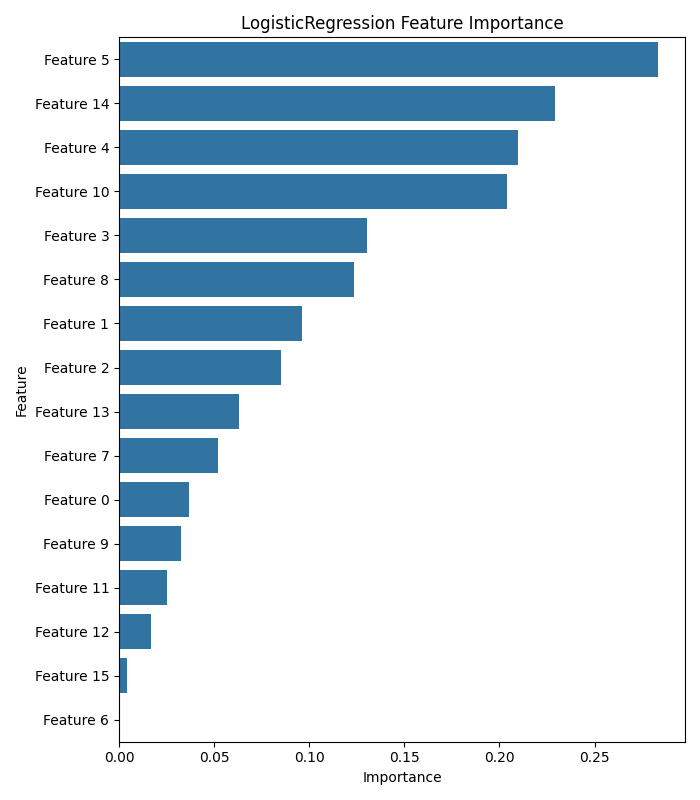 LogisticRegression Feature Importance
Feature 5
Feature 14
Feature 4
Feature 10
Feature 3
Feature 8
Feature 1
Feature 2
Feature 13
Feature 7
Feature 0
Feature 9
Feature 11
Feature 12
Feature 15
Feature 6
Feature
0.00 0.05 0.10 0.15 0.20 0.25
Importance